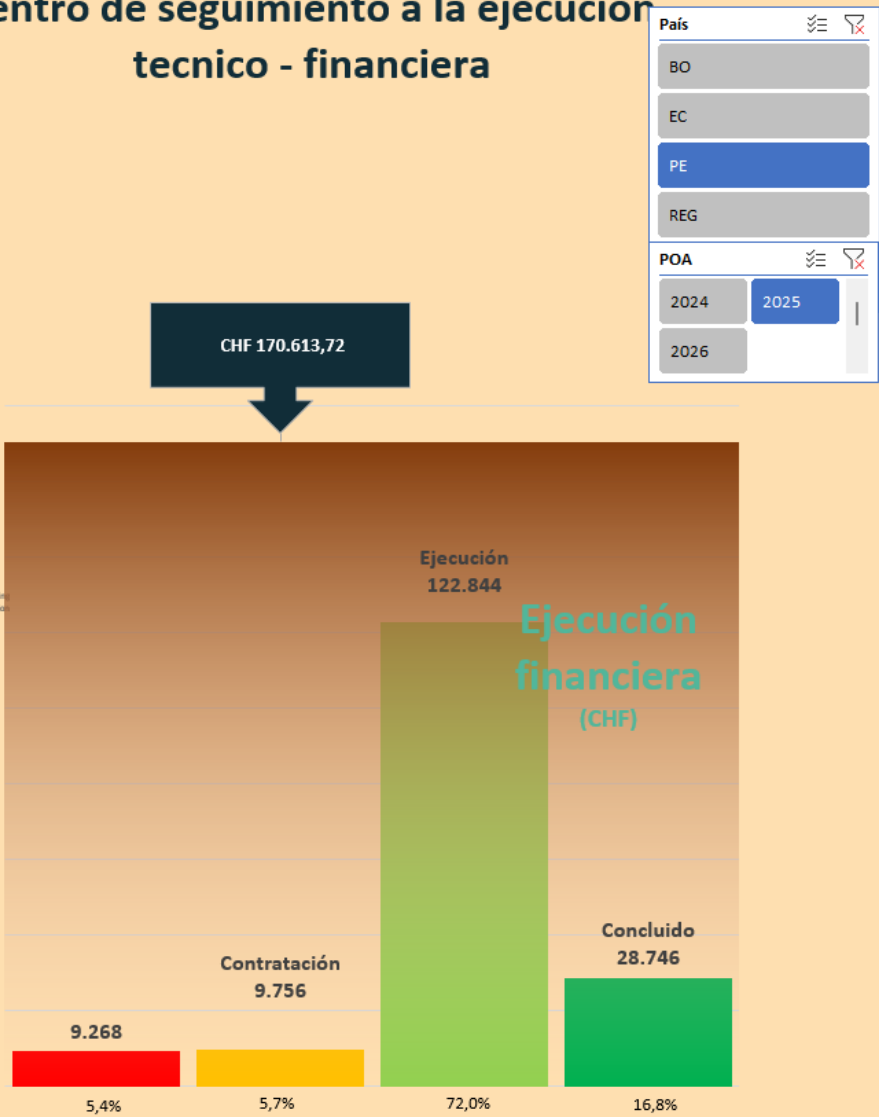 entro de seguimiento a la ejecución
tecnico - financiera
País
BO
EC
PE
REG
POA
2024
2025
2026
CHF 170.613,72
Ejecución
122.844
Ejecución
financiera
(CHF)
Concluido
28.746
Contratación
9.756
9.268
5,4%
5,7%
72,0%
16,8%